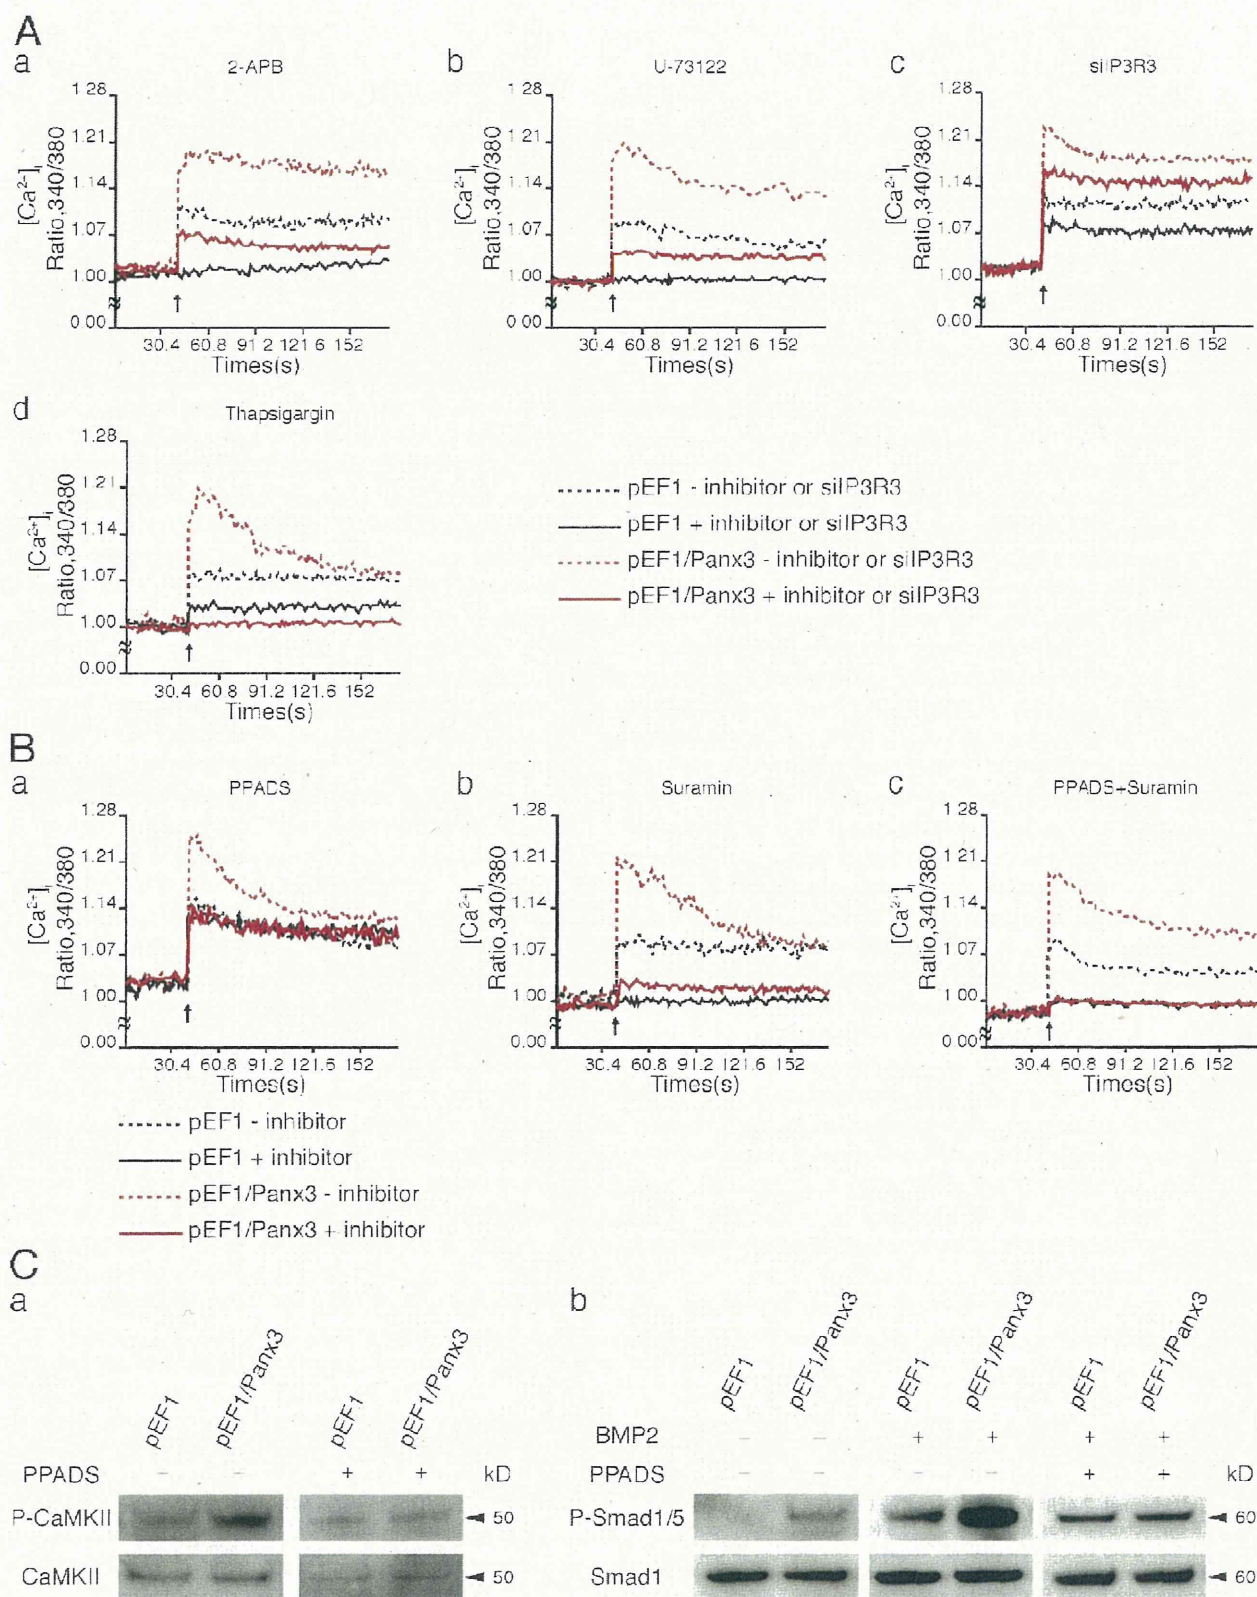 A
a
2-APB
b
U-73122
c
siIP3R3
1 28
1.21
1 14
1.07
1.00
0 00
[Ca²⁻]i
Ratio,340/380
30.4 60.8 91 2 121 6 152
Times(s)
1 28
1.21
1 14
1 07
1.00
0 00
[Ca²⁻]i
Ratio,340/380
30.4 60 8 91.2 121.6 152
Times(s)
1.28
1.21
1 14
1.07
1.00
0 00
[Ca²⁻]i
Ratio,340/380
30.4 60.8 91.2 121.6 152
Times(s)
d
Thapsigargin
1.28
1.21
1.14
1.07
1.00
0.00
[Ca²⁺]i
Ratio,340/380
30.4 60 8 91.2 121.6 152
Times(s)
pEF1 - inhibitor or siIP3R3
pEF1 + inhibitor or siIP3R3
pEF1/Panx3 - inhibitor or siIP3R3
pEF1/Panx3 + inhibitor or siIP3R3
B
a
PPADS
b
Suramin
c
PPADS+Suramin
1.28
1.21
1.14
1.07
1.00
0.00
[Ca²⁻]i
Ratio,340/380
30.4 60.8 91.2 121.6 152
Times(s)
1.28
1 21
1 14
1 07
1 00
0.00
[Ca²⁻]i
Ratio,340/380
30.4 60.8 91.2 121.6 152
Times(s)
1.28
1 21
1.14
1.07
1 00
0.00
[Ca²⁻]i
Ratio,340/380
30.4 60.8 91.2 121.6 152
Times(s)
pEF1 - inhibitor
pEF1 + inhibitor
pEF1/Panx3 - inhibitor
pEF1/Panx3 + inhibitor
C
a
pEF1
pEF1/Panx3
pEF1
pEF1/Panx3
PPADS – – + + kD
P-CaMKII 50
CaMKII 50
b
pEF1
pEF1/Panx3
pEF1
pEF1/Panx3
pEF1
pEF1/Panx3
BMP2 – – + + + +
PPADS – – – – + + kD
P-Smad1/5 60
Smad1 60